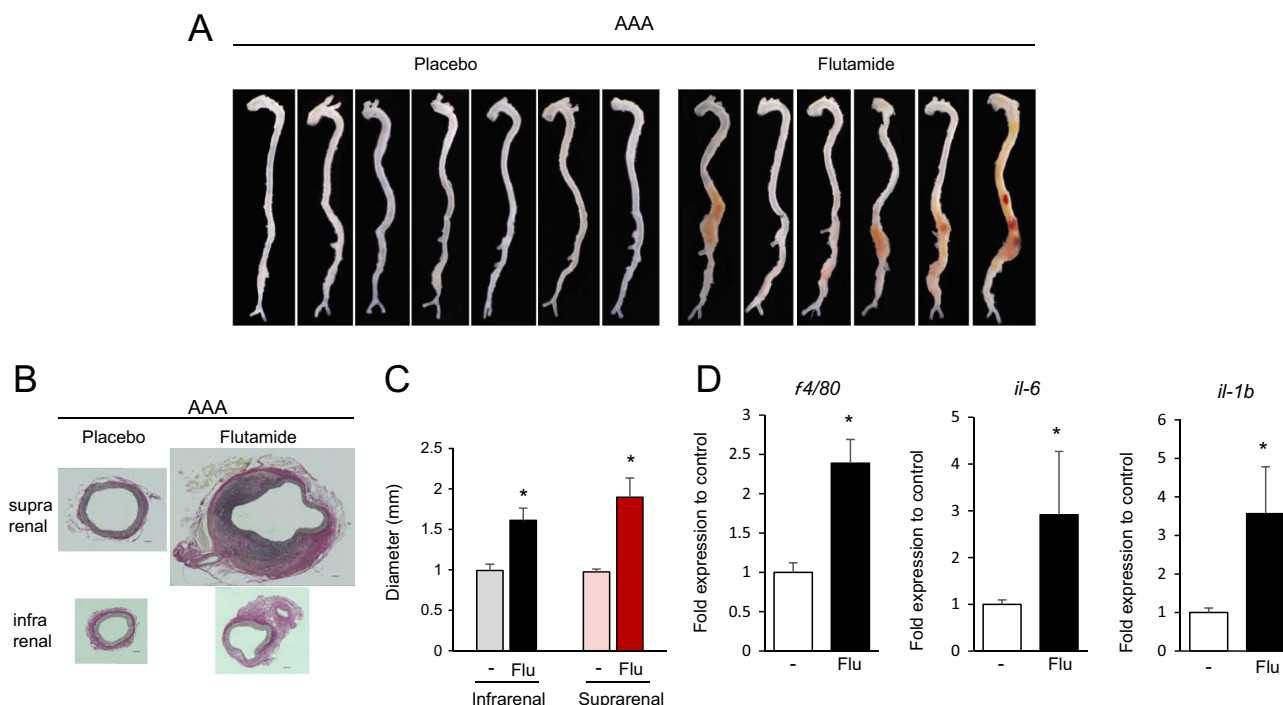 A
AAA
Placebo Flutamide
B
AAA
Placebo Flutamide
supra
renal
infra
renal
C
Diameter (mm)
2.5
2
1.5
1
0.5
0
*
*
- Flu - Flu
Infrarenal Suprarenal
D
f4/80
Fold expression to control
3
2.5
2
1.5
1
0.5
0
*
- Flu
il-6
Fold expression to control
5
4
3
2
1
0
*
- Flu
il-1b
Fold expression to control
6
5
4
3
2
1
0
*
- Flu